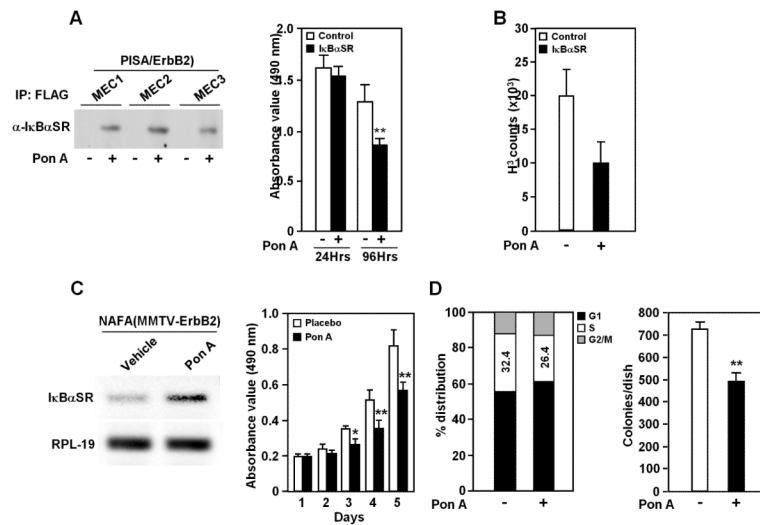 A
PISA/ErbB2)
MEC1 MEC2 MEC3
IP: FLAG
α-IκBαSR
- + - + - +
Pon A
Absorbance value (490 nm)
2.0
1.5
1.0
0.5
0
Control
IκBαSR
**
- + - +
Pon A
24Hrs 96Hrs
B
H³ counts (x10³)
30
25
20
15
10
5
0
Control
IκBαSR
Pon A - +
C
NAFA(MMTV-ErbB2)
Vehicle Pon A
IκBαSR
RPL-19
Absorbance value (490 nm)
1.0
0.8
0.6
0.4
0.2
0.0
Placebo
Pon A
* ** **
1 2 3 4 5
Days
D
% distribution
100
80
60
40
20
0
32.4 26.4
G1
S
G2/M
Pon A - +
Colonies/dish
800
700
600
500
400
300
200
100
0
**
Pon A - +